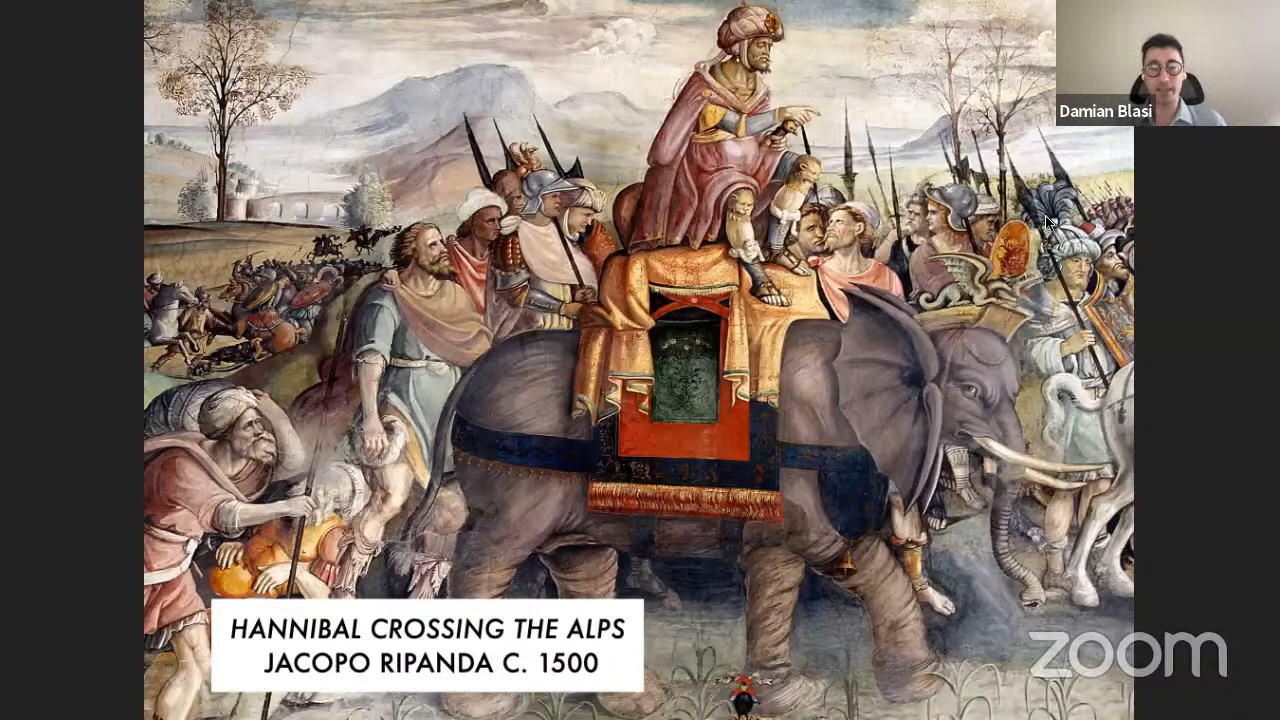 Damian Blasi
HANNIBAL CROSSING THE ALPS
JACOPO RIPANDA C. 1500
zoom